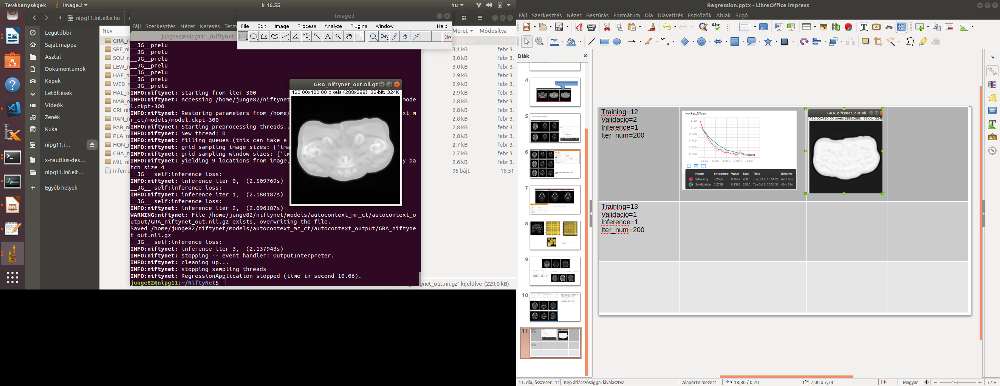 Tevékenységek
ImageJ
k 16.55
hu
nipg11.inf.elte.hu
Legutóbbi
Saját mappa
Asztal
Dokumentumok
Képek
Letöltések
Videók
Zenék
Kuka
nipg11.i...
x-nautilus-des...
nipg11.inf.elt...
Egyéb helyek
Név
Méret
Módosítva
GRA_n
229,0 kB
16.51
SPE_ni
3,1 kB
febr 3.
SOU_n
3,0 kB
febr 3.
LEW_n
3,0 kB
febr 3.
HAF_ni
2,9 kB
febr 3.
WEB_n
2,9 kB
febr 3.
HAL_ni
2,9 kB
febr 3.
NAR_n
2,8 kB
febr 3.
CRI_nif
2,8 kB
febr 3.
RAN_n
2,8 kB
febr 3.
PAR_ni
2,8 kB
febr 3.
PLA_ni
2,8 kB
febr 3.
HON_n
2,7 kB
febr 3.
CHA_n
2,7 kB
febr 3.
MIL_ni
2,6 kB
febr 3.
inferre
95 bájt
16.51
ynet_out.nii.gz” kijelölve (229,0 kB)
Fájl Szerkesztés Nézet Keresés Term
junge82@nipg11: ~/NiftyNet
__JG__prelu
__JG__prelu
__JG__prelu
__JG__prelu
__JG__prelu
__JG__prelu
__JG__prelu
INFO:niftynet: starting from iter 300
INFO:niftynet: Accessing /home/junge82/niftynet mode
l.ckpt-300
INFO:niftynet: Restoring parameters from /home/ xt_m
r_ct/models/model.ckpt-300
INFO:niftynet: Starting preprocessing threads..
INFO:niftynet: New thread: 0
INFO:niftynet: filling queues (this can take a
INFO:niftynet: grid sampling image sizes: {'ima
INFO:niftynet: grid sampling window sizes: {'im
INFO:niftynet: yielding 9 locations from image, y ba
tch size 4
__JG__ self:inference loss:
INFO:niftynet: inference iter 0, (2.509769s)
__JG__ self:inference loss:
INFO:niftynet: inference iter 1, (2.180187s)
__JG__ self:inference loss:
INFO:niftynet: inference iter 2, (2.096187s)
WARNING:niftynet: File /home/junge82/niftynet/models/autocontext_mr_ct/autocontext_o
utput/GRA_niftynet_out.nii.gz exists, overwriting the file.
Saved /home/junge82/niftynet/models/autocontext_mr_ct/autocontext_output/GRA_niftyne
t_out.nii.gz
__JG__ self:inference loss:
INFO:niftynet: inference iter 3, (2.137943s)
INFO:niftynet: stopping -- event handler: OutputInterpreter.
INFO:niftynet: cleaning up...
INFO:niftynet: stopping sampling threads
INFO:niftynet: RegressionApplication stopped (time in second 10.06).
junge82@nipg11:~/NiftyNet$
ImageJ
File Edit Image Process Analyze Plugins Window Help
Dev
GRA_niftynet_out.nii.gz
420.00x420.00 pixels (288x288); 32-bit; 324K
Regression.pptx - LibreOffice Impress
Fájl Szerkesztés Nézet Beszúrás Formátum Dia Diavetítés Eszközök Ablak Súgó
Abc
Diák
4
5
6
7
8
9
10
11
Training=12
Validació=2
Inference=1
Iter_num=200
worker_0/loss
1.30
1.10
0.900
0.700
0.500
0.300
20.00 60.00 100.0 140.0 180.0
Name Smoothed Value Step Time Relative
2/training 0.2686 0.2667 200.0 Tue Oct 2, 15:54:28 47m 50s
2/validation 0.2738 0.2595 200.0 Tue Oct 2, 15:54:33 46m 39s
GRA_niftynet_out.nii
420.00x420.00 pixels (288x288); 32-bit; 324K
Training=13
Validació=1
Inference=1
Iter_num=200
11. dia, összesen: 11
Kép átlátszósággal kiválasztva
Alapértelmezett
18,80 / 0,20
7,00 x 7,74
Magyar
77%